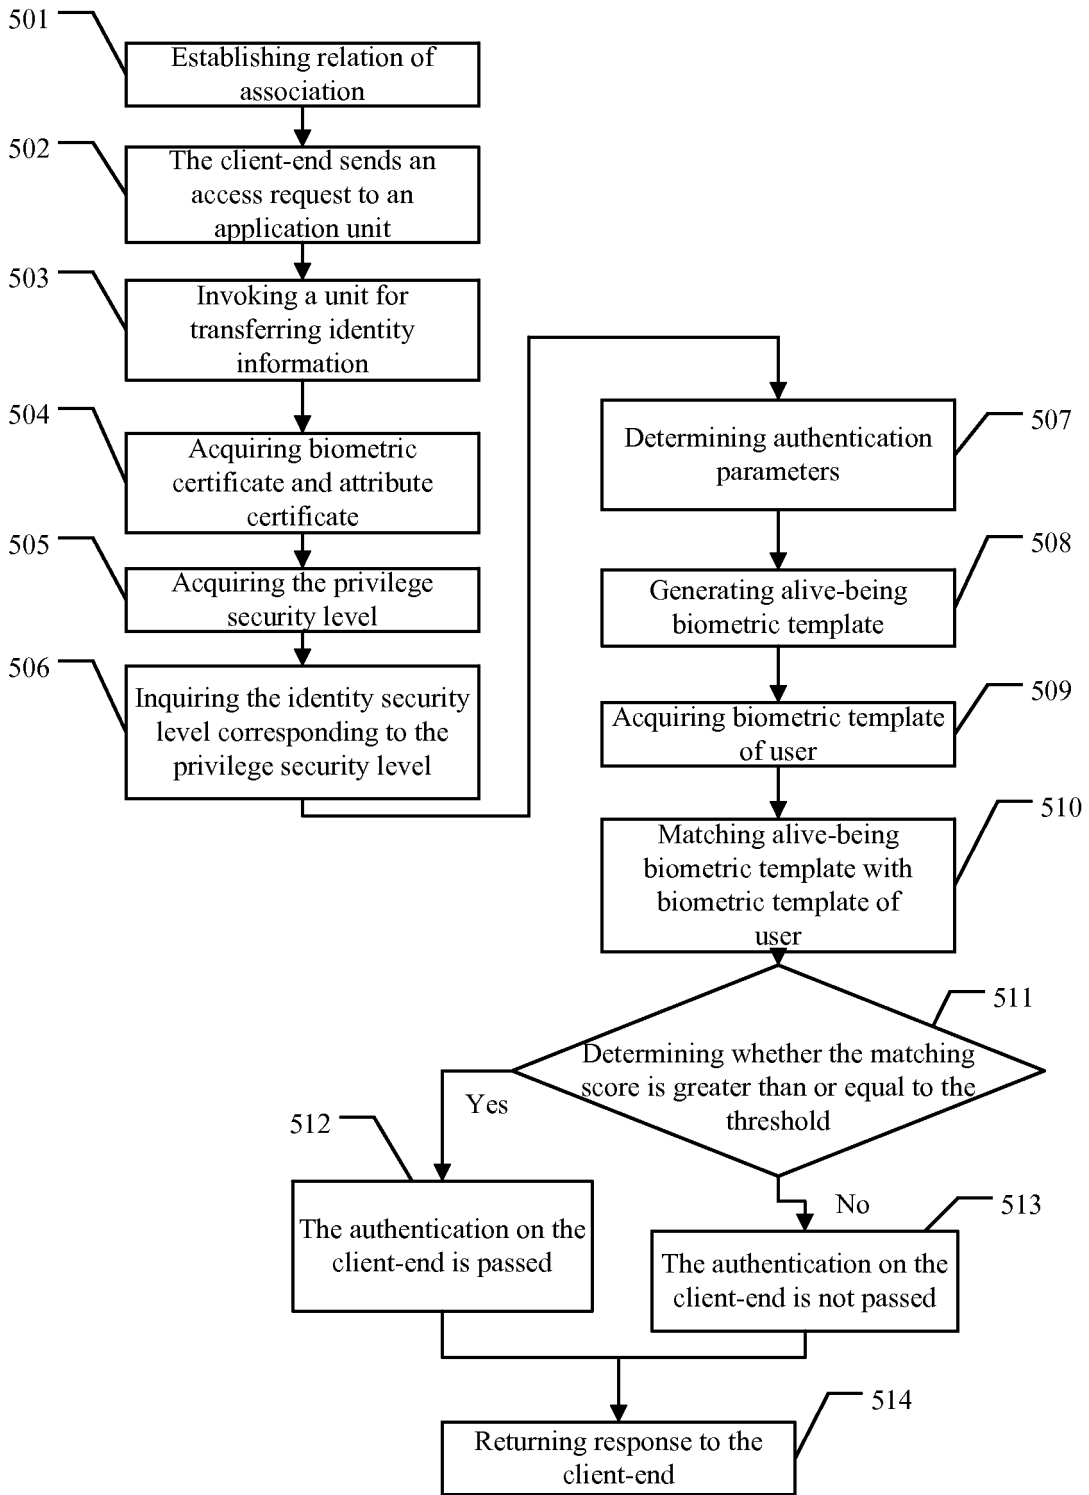 501
Establishing relation of
association
502
The client-end sends an
access request to an
application unit
503
Invoking a unit for
transferring identity
information
504
Acquiring biometric
certificate and attribute
certificate
505
Acquiring the privilege
security level
506
Inquiring the identity security
level corresponding to the
privilege security level
507
Determining authentication
parameters
508
Generating alive-being
biometric template
509
Acquiring biometric template
of user
510
Matching alive-being
biometric template with
biometric template of
user
511
Determining whether the matching
score is greater than or equal to the
threshold
Yes
No
512
The authentication on the
client-end is passed
513
The authentication on the
client-end is not passed
514
Returning response to the
client-end